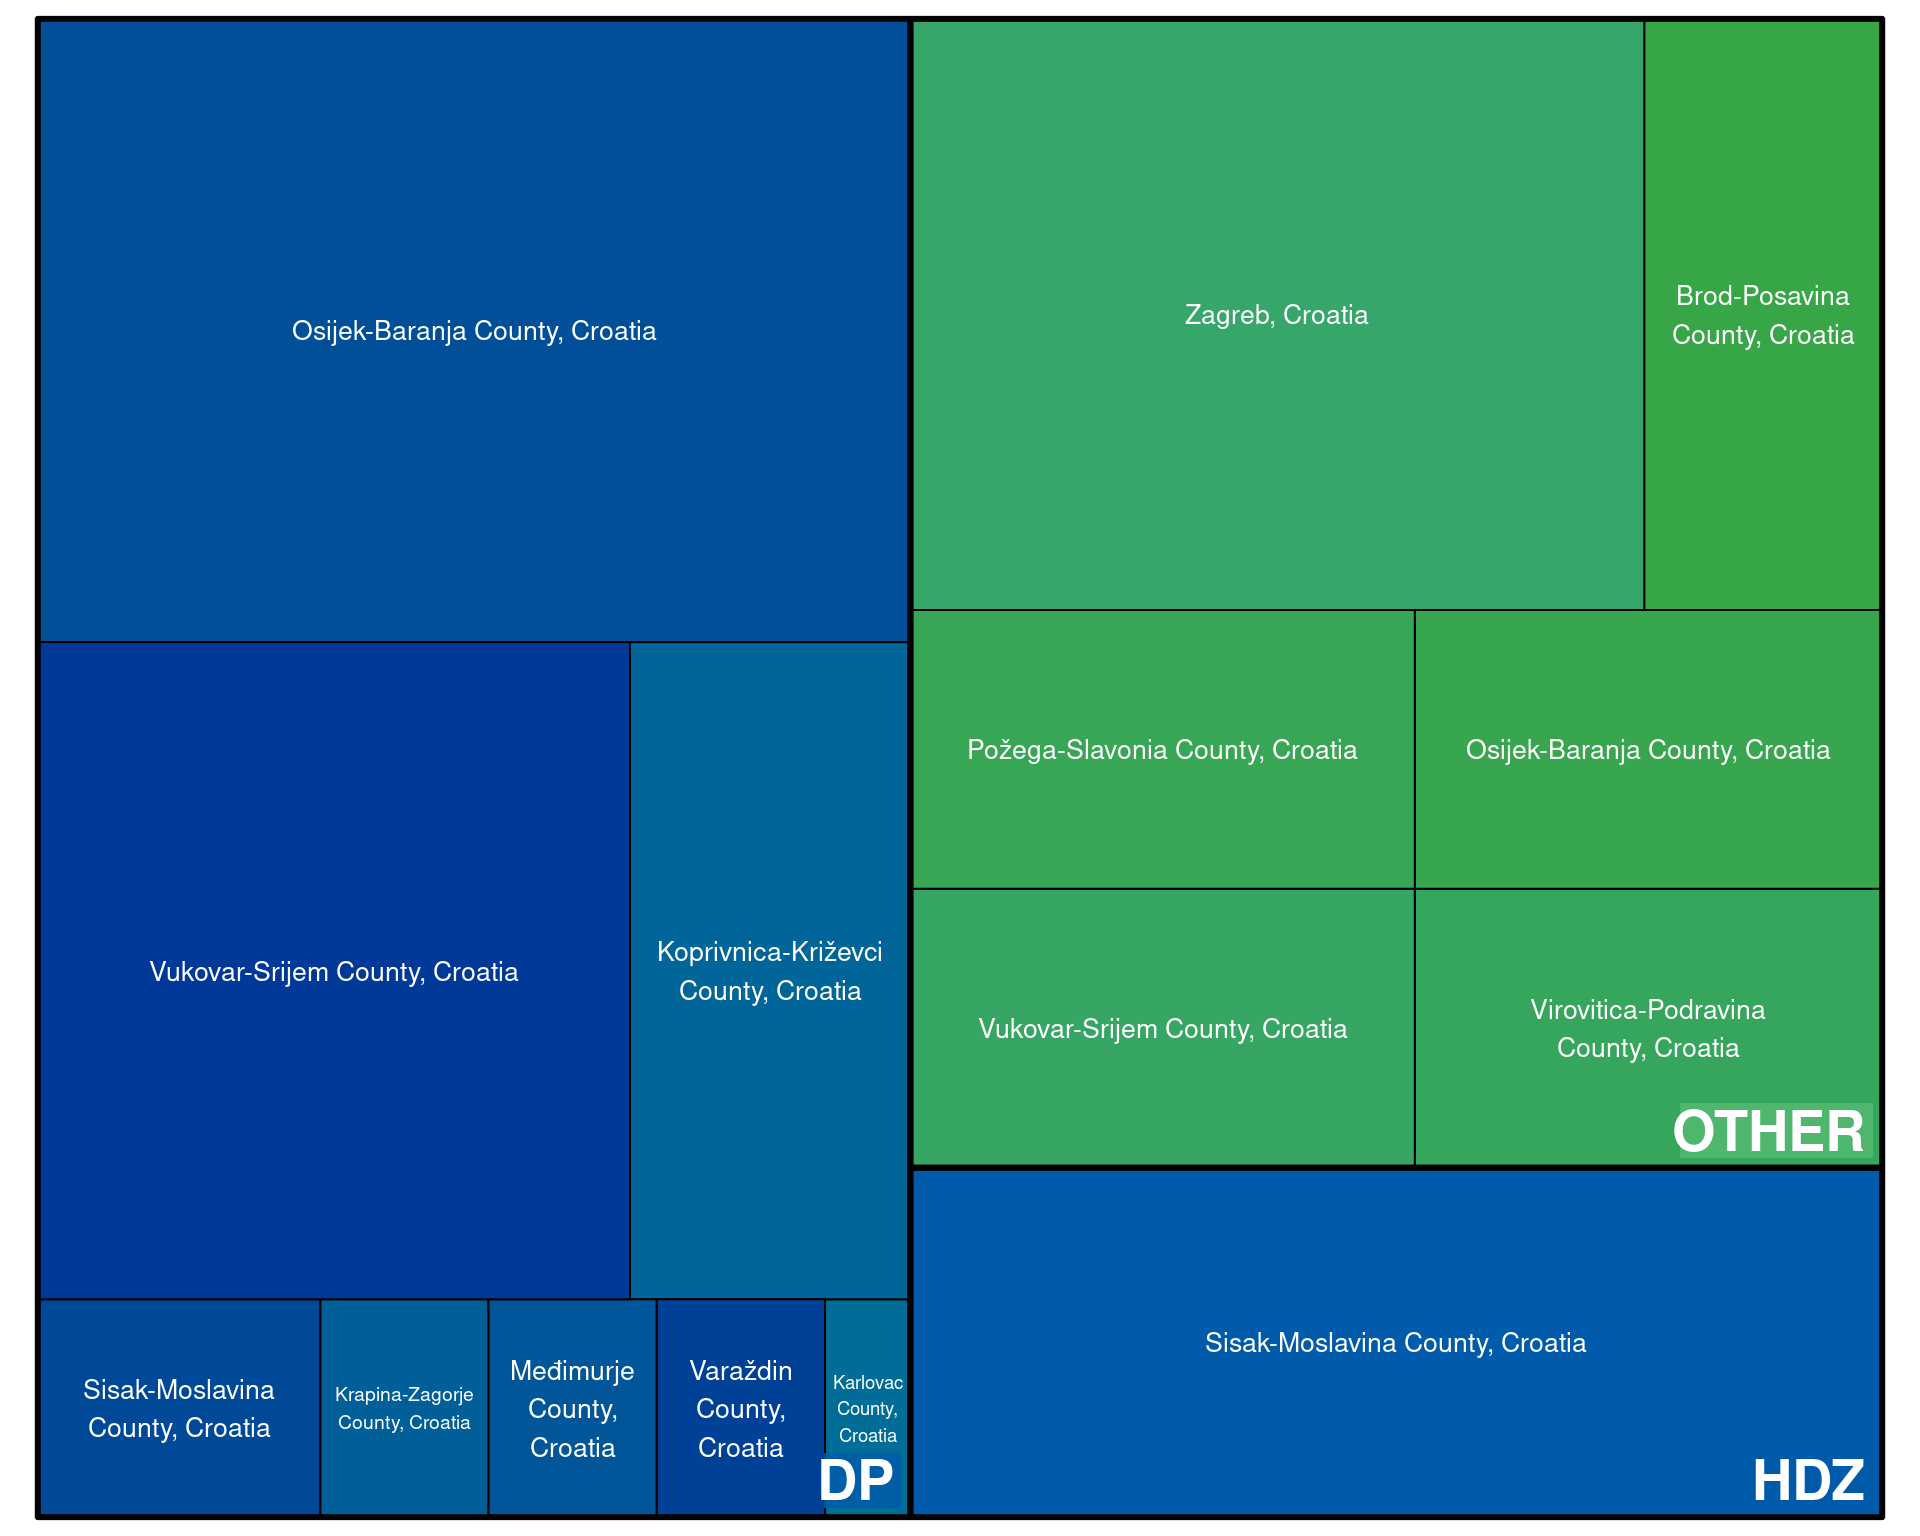 Osijek-Baranja County, Croatia
Vukovar-Srijem County, Croatia
Koprivnica-Križevci
County, Croatia
Sisak-Moslavina
County, Croatia
Krapina-Zagorje
County, Croatia
Međimurje
County,
Croatia
Varaždin
County,
Croatia
Karlovac
County,
Croatia
DP
Zagreb, Croatia
Brod-Posavina
County, Croatia
Požega-Slavonia County, Croatia
Osijek-Baranja County, Croatia
Vukovar-Srijem County, Croatia
Virovitica-Podravina
County, Croatia
OTHER
Sisak-Moslavina County, Croatia
HDZ